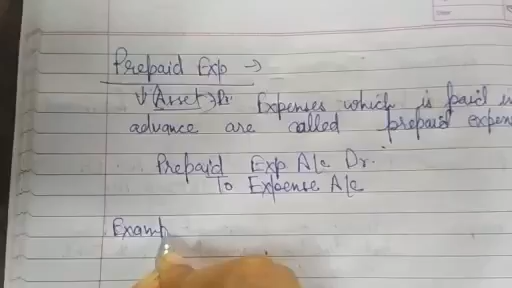 Prepaid Exp →
↓ Asset → Dr Expenses which is paid in
advance are called prepaid expen
Prepaid Exp A/c Dr.
To Expense A/c
Examp